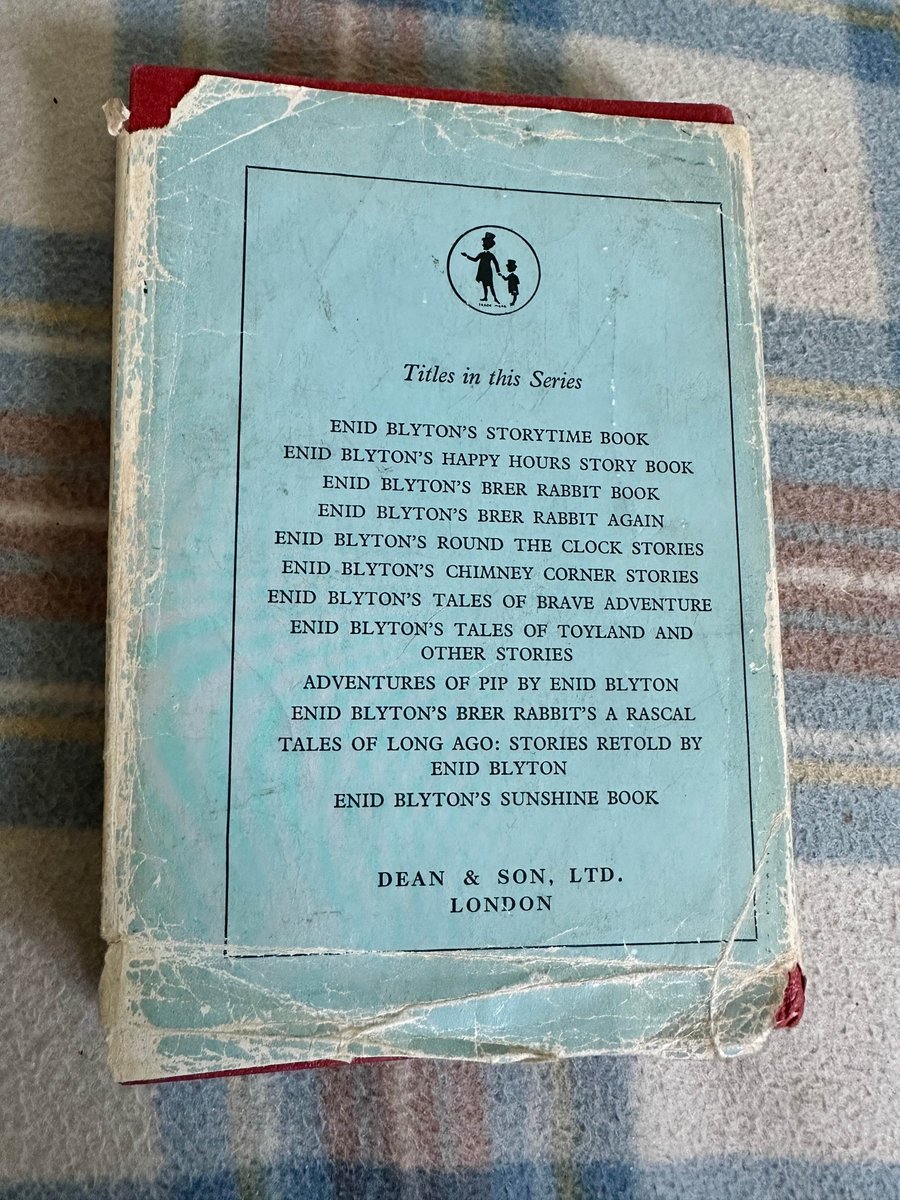 TRADE MARK
Titles in this Series
ENID BLYTON'S STORYTIME BOOK
ENID BLYTON'S HAPPY HOURS STORY BOOK
ENID BLYTON'S BRER RABBIT BOOK
ENID BLYTON'S BRER RABBIT AGAIN
ENID BLYTON'S ROUND THE CLOCK STORIES
ENID BLYTON'S CHIMNEY CORNER STORIES
ENID BLYTON'S TALES OF BRAVE ADVENTURE
ENID BLYTON'S TALES OF TOYLAND AND
OTHER STORIES
ADVENTURES OF PIP BY ENID BLYTON
ENID BLYTON'S BRER RABBIT'S A RASCAL
TALES OF LONG AGO: STORIES RETOLD BY
ENID BLYTON
ENID BLYTON'S SUNSHINE BOOK
DEAN & SON, LTD.
LONDON